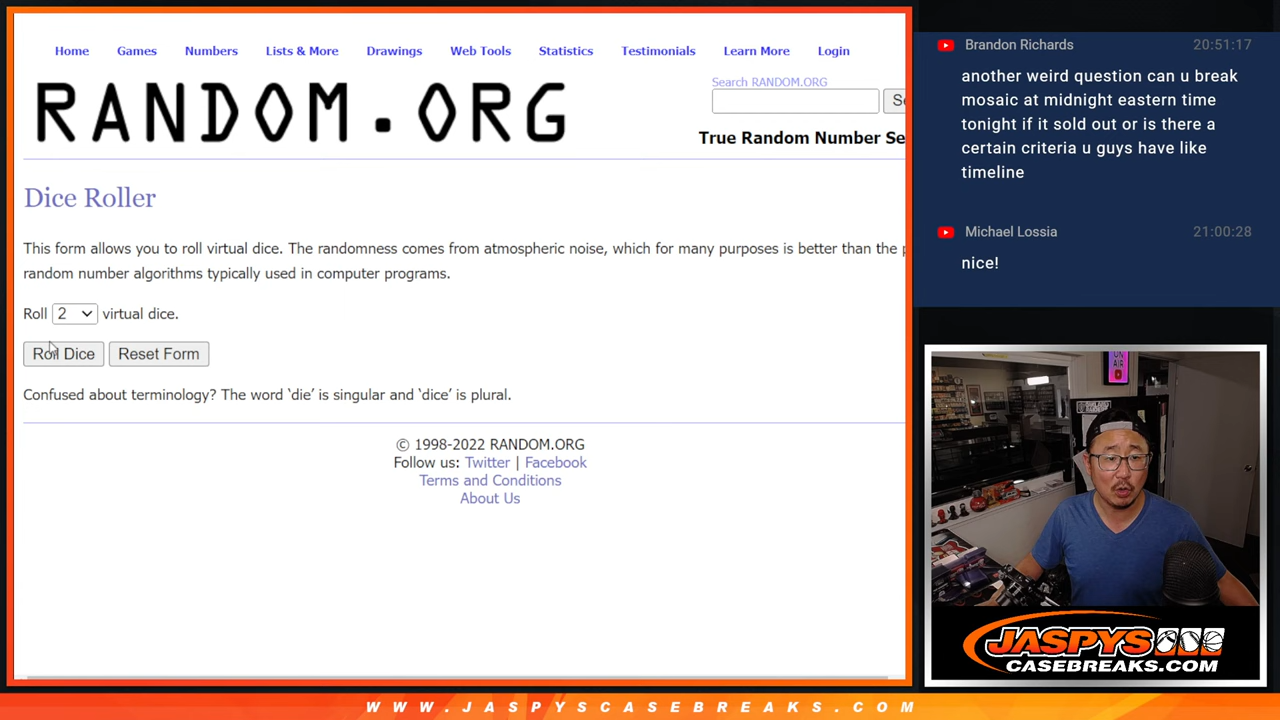 Home Games Numbers Lists & More Drawings Web Tools Statistics Testimonials Learn More Login
RANDOM.ORG
Search RANDOM.ORG
True Random Number Se
Dice Roller
This form allows you to roll virtual dice. The randomness comes from atmospheric noise, which for many purposes is better than the p
random number algorithms typically used in computer programs.
Roll 2 virtual dice.
Roll Dice Reset Form
Confused about terminology? The word ‘die’ is singular and ‘dice’ is plural.
© 1998-2022 RANDOM.ORG
Follow us: Twitter | Facebook
Terms and Conditions
About Us
Brandon Richards 20:51:17
another weird question can u break
mosaic at midnight eastern time
tonight if it sold out or is there a
certain criteria u guys have like
timeline
Michael Lossia 21:00:28
nice!
ON
AIR
JASPYS
CASEBREAKS.COM
WWW.JASPYSCASEBREAKS.COM